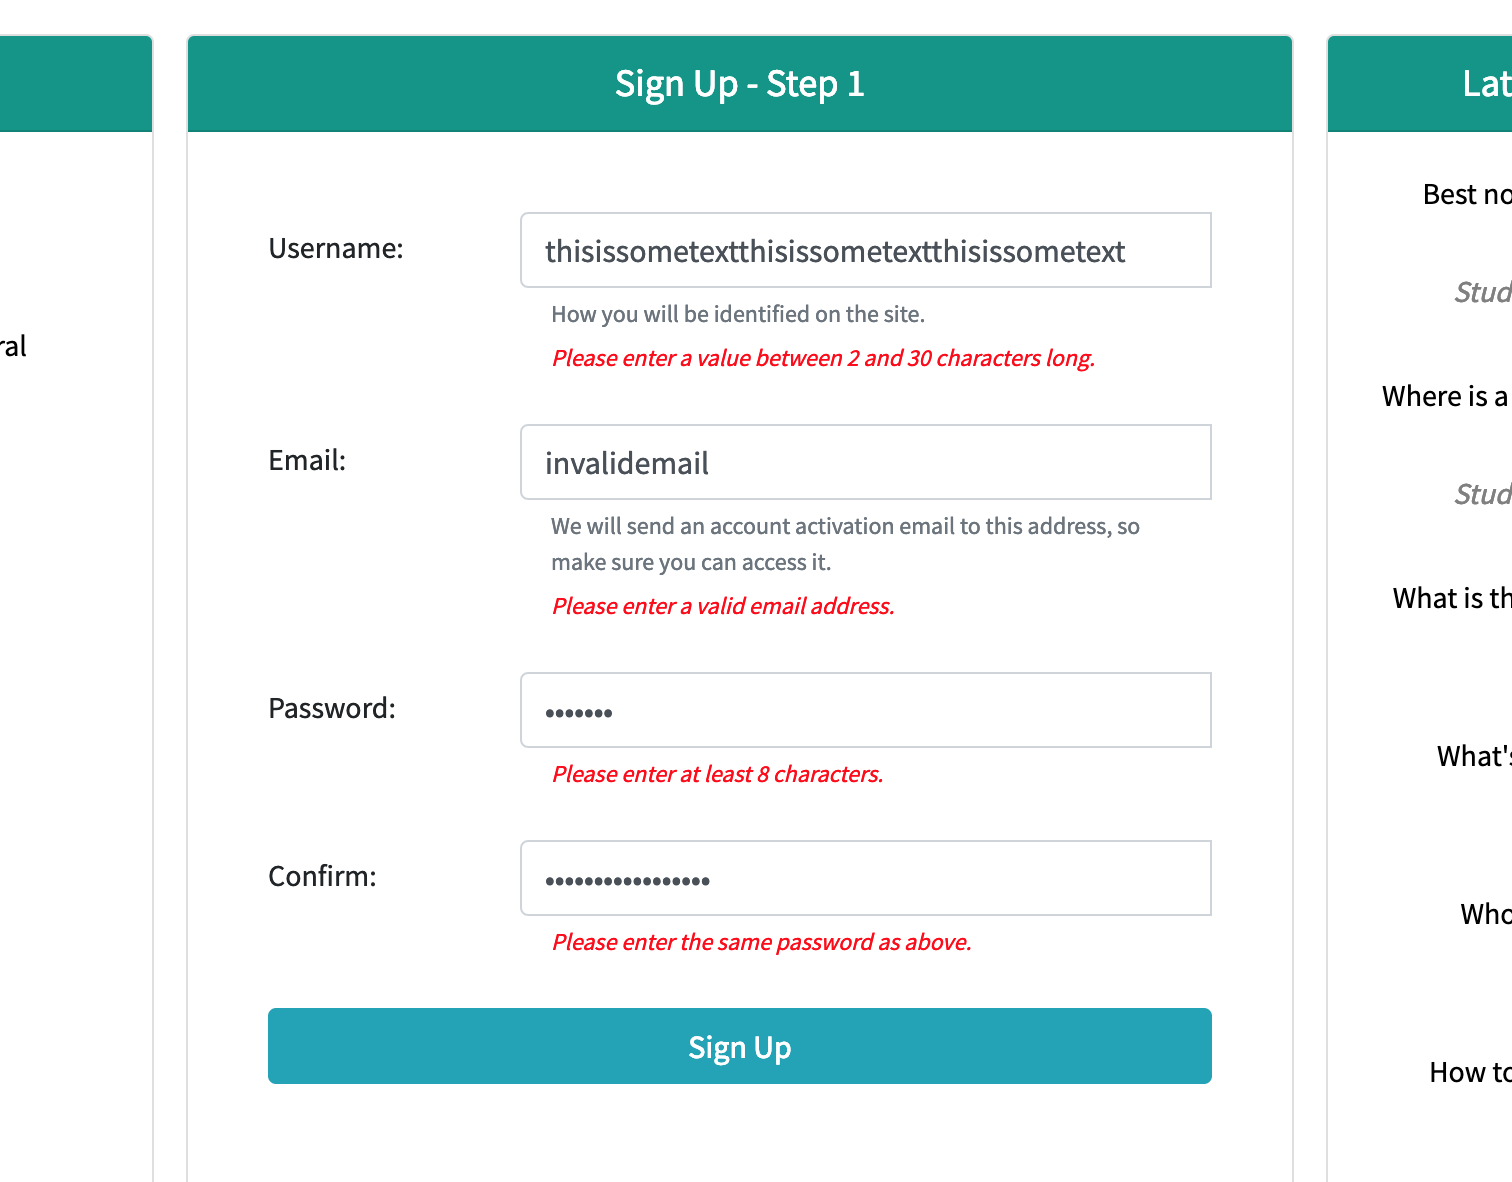 ral
Sign Up - Step 1
Username:
thisissometextthisissometextthisissometext
How you will be identified on the site.
Please enter a value between 2 and 30 characters long.
Email:
invalidemail
We will send an account activation email to this address, so
make sure you can access it.
Please enter a valid email address.
Password:
•••••••
Please enter at least 8 characters.
Confirm:
•••••••••••••••••
Please enter the same password as above.
Sign Up
Lat
Best no
Stud
Where is a
Stud
What is th
What's
Who
How to